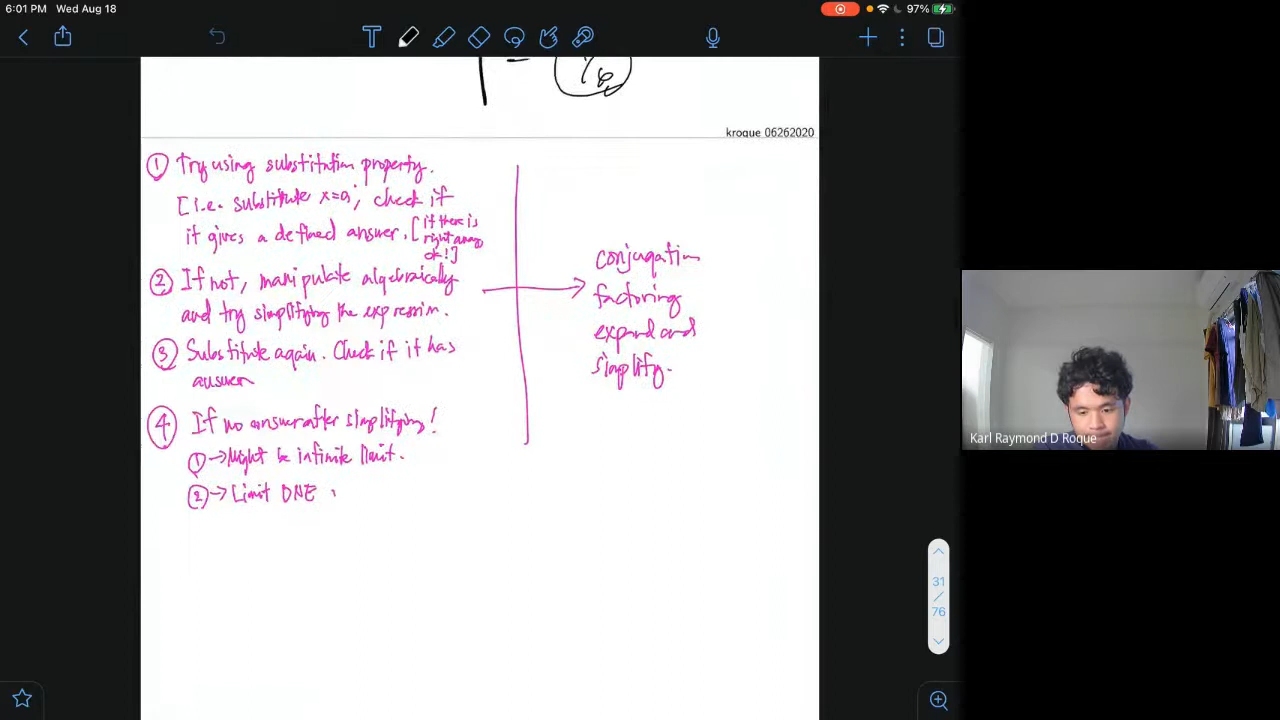 6:01 PM Wed Aug 18
97%
1/6
kroque 06262020
① Try using substitution property.
[i.e. substitute x=a; check if
it gives a defined answer. [if there is
right away
ok!]
② If not, manipulate algebraically
and try simplifying the expression.
③ Substitute again. Check if it has
answer
④ If no answer after simplifying!
① → Might be infinite limit.
② → Limit DNE
conjugation
factoring
expand and
simplify.
31
/
76
Karl Raymond D Roque